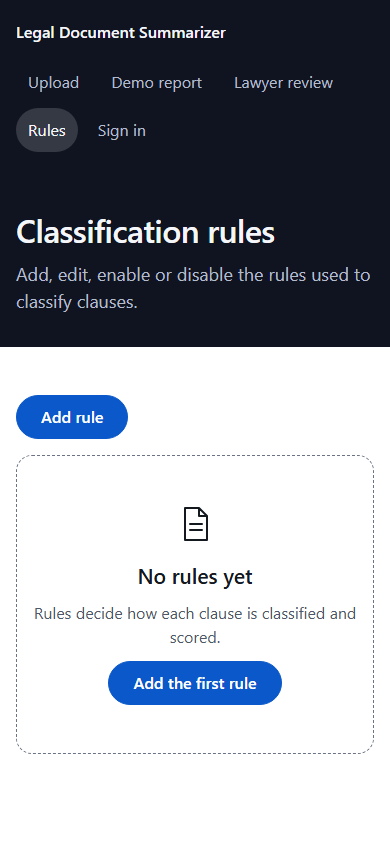 Legal Document Summarizer
Upload Demo report Lawyer review
Rules Sign in
Classification rules
Add, edit, enable or disable the rules used to
classify clauses.
Add rule
No rules yet
Rules decide how each clause is classified and
scored.
Add the first rule